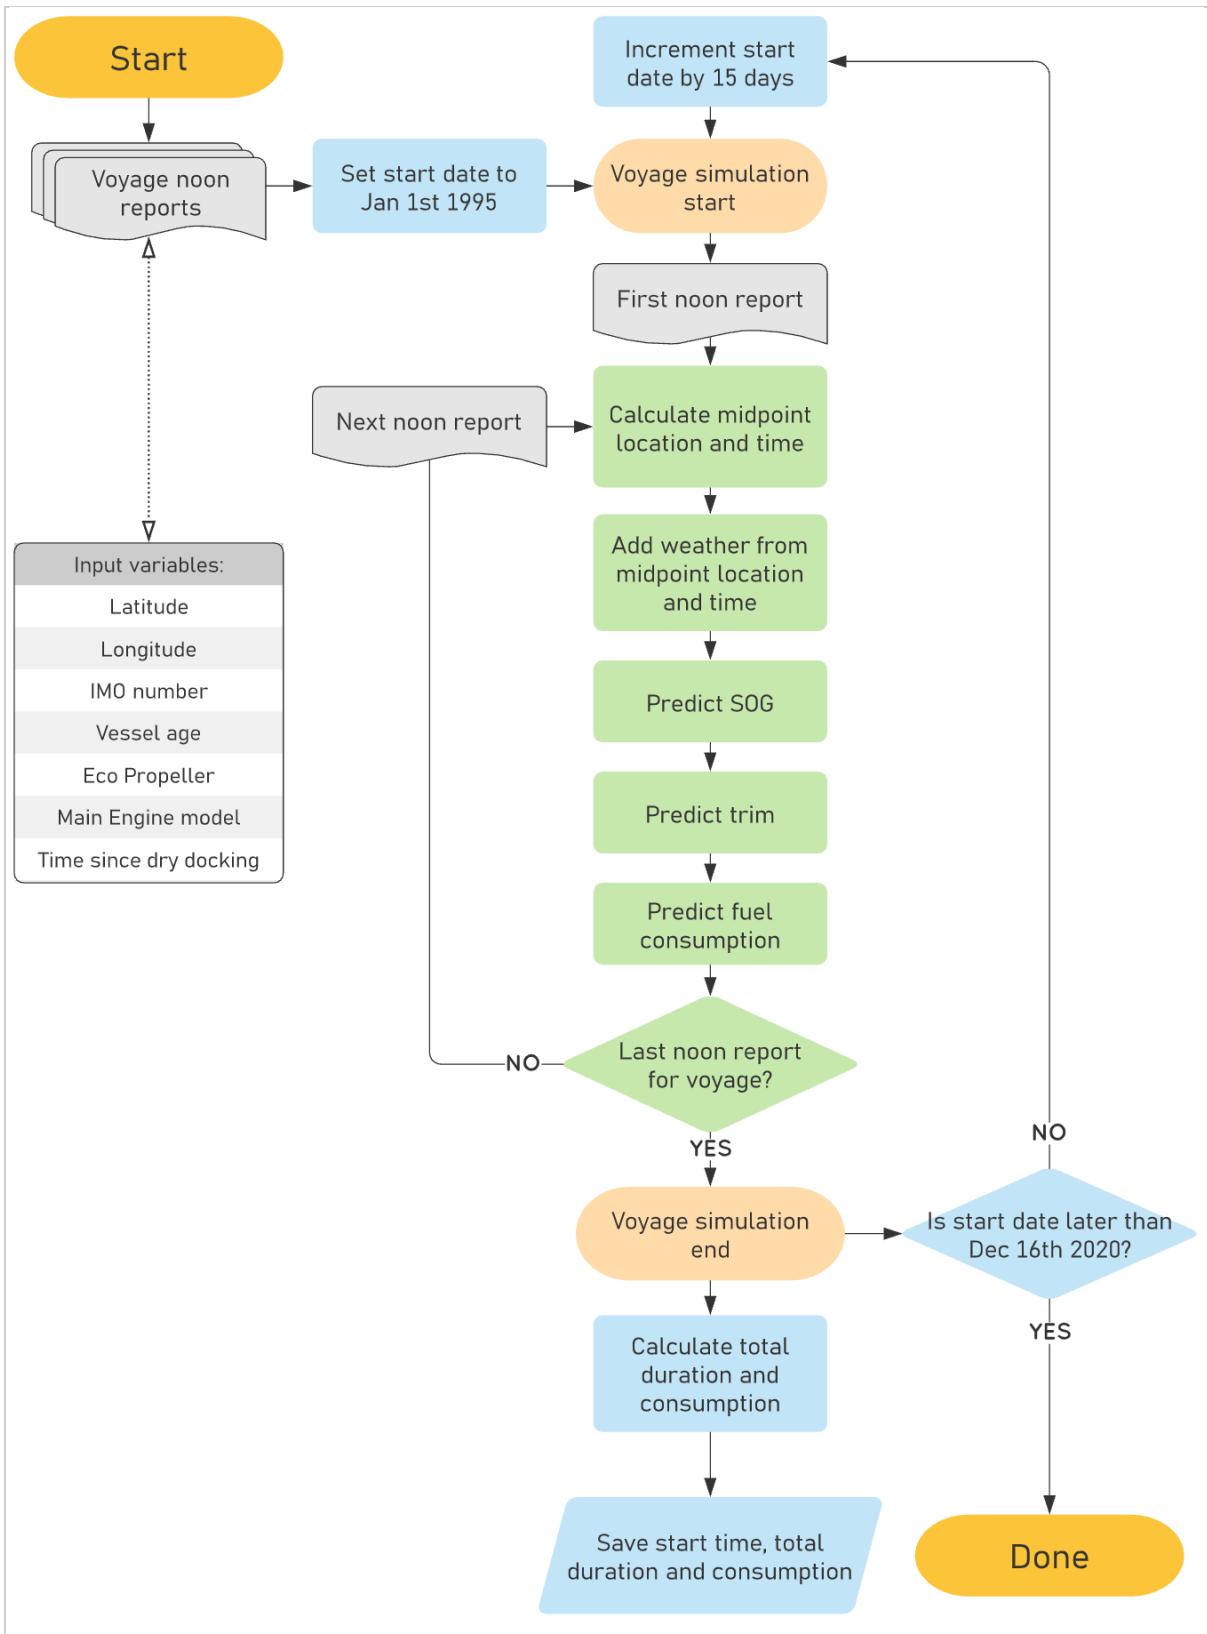 Start
Increment start
date by 15 days
Voyage noon
reports
Set start date to
Jan 1st 1995
Voyage simulation
start
First noon report
Next noon report
Calculate midpoint
location and time
Add weather from
midpoint location
and time
Input variables:
Latitude
Longitude
IMO number
Vessel age
Eco Propeller
Main Engine model
Time since dry docking
Predict SOG
Predict trim
Predict fuel
consumption
Last noon report
for voyage?
NO
YES
Voyage simulation
end
Is start date later than
Dec 16th 2020?
NO
YES
Calculate total
duration and
consumption
Save start time, total
duration and consumption
Done